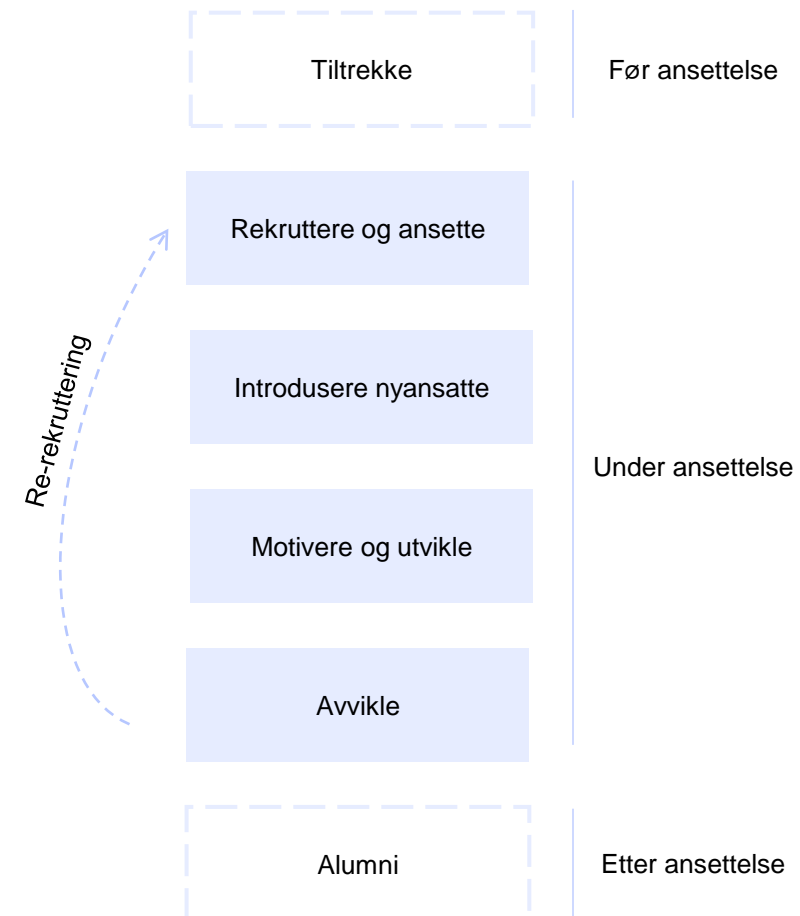 Tiltrekke
Før ansettelse
Rekruttere og ansette
Introdusere nyansatte
Re-rekruttering
Under ansettelse
Motivere og utvikle
Avvikle
Alumni
Etter ansettelse